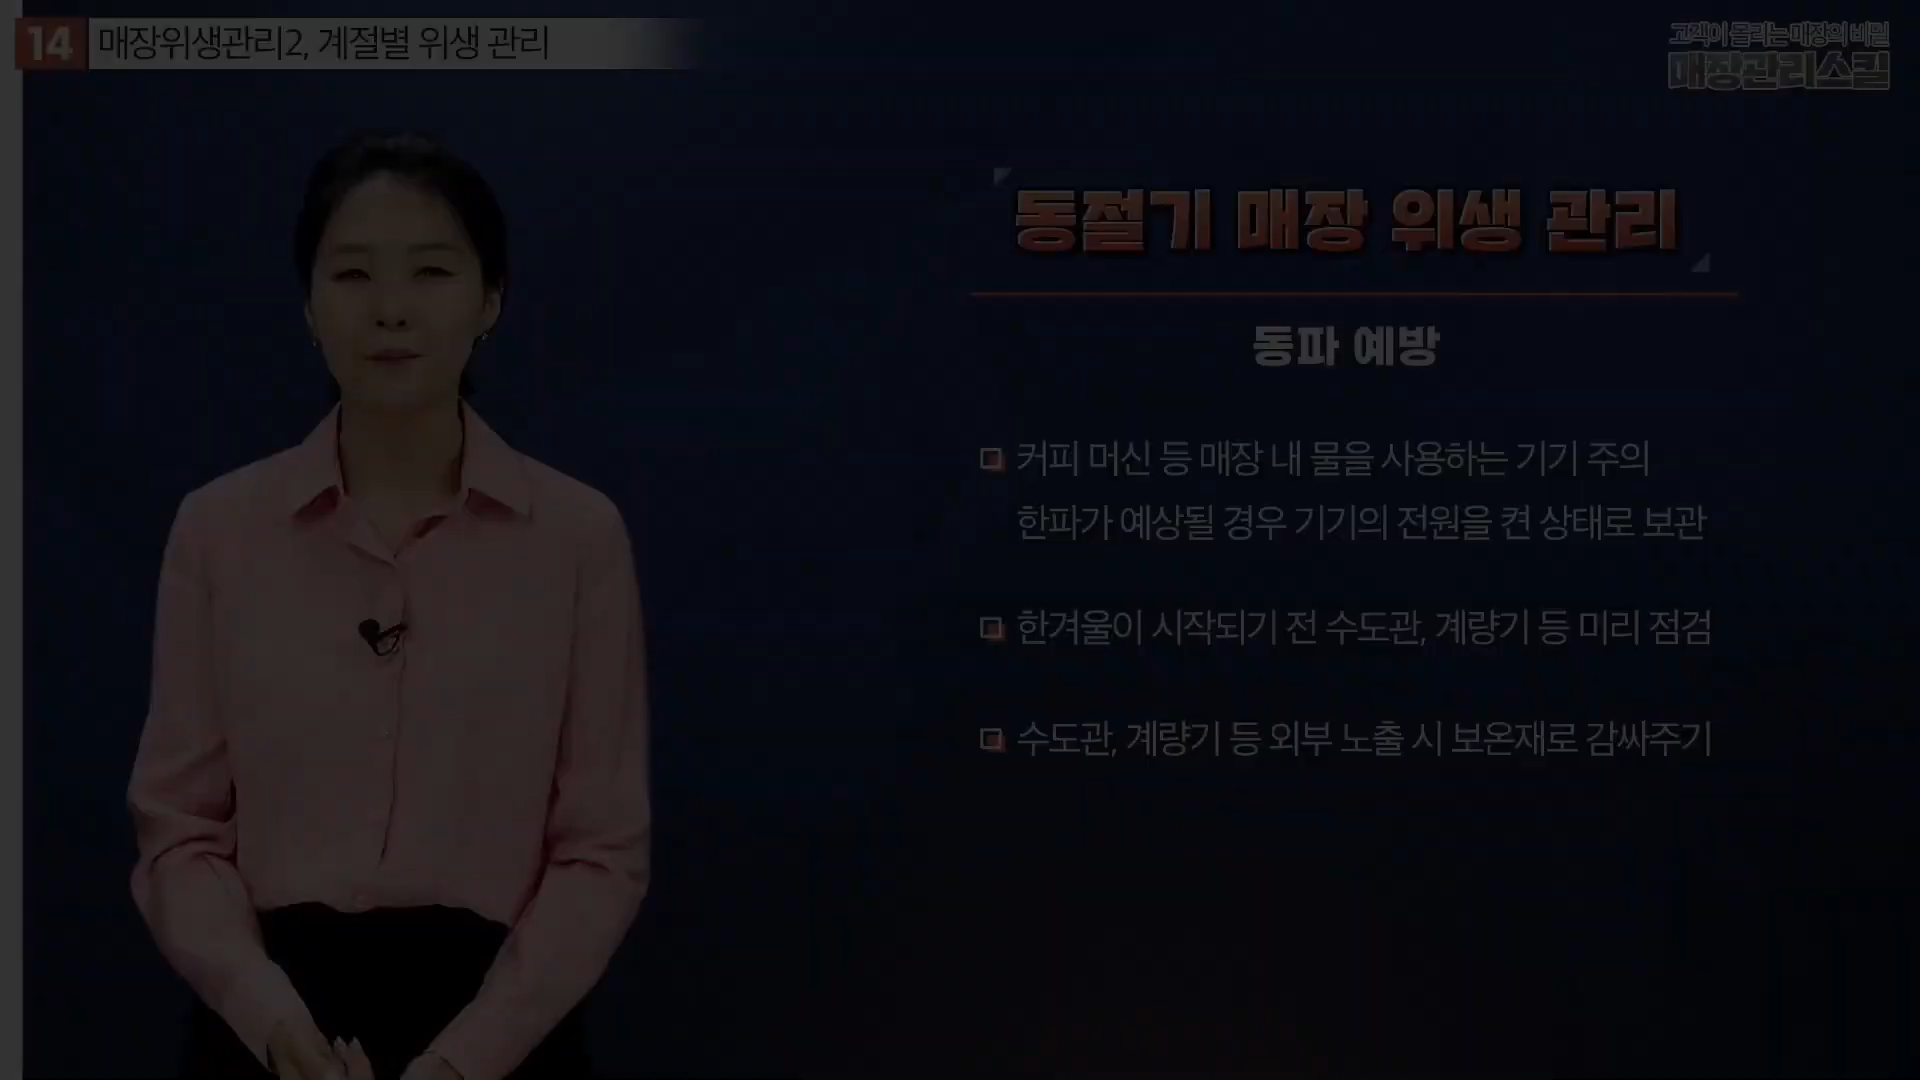 14 매장위생관리2, 계절별 위생 관리
고객이 몰리는 매장의 비밀
매장관리스킬
동절기 매장 위생 관리
동파 예방
커피 머신 등 매장 내 물을 사용하는 기기 주의
한파가 예상될 경우 기기의 전원을 켠 상태로 보관
한겨울이 시작되기 전 수도관, 계량기 등 미리 점검
수도관, 계량기 등 외부 노출 시 보온재로 감싸주기